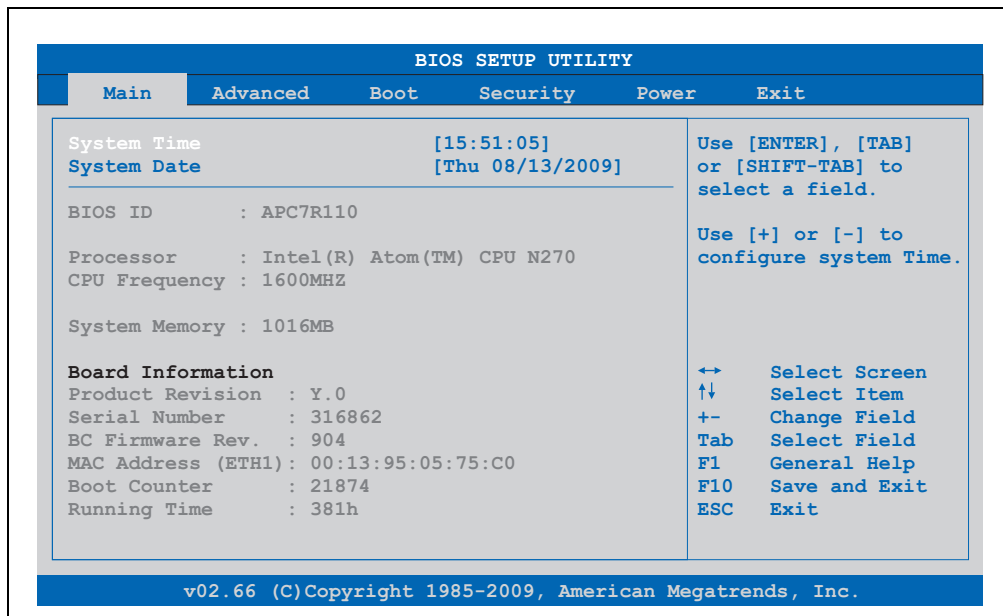 BIOS SETUP UTILITY
Main Advanced Boot Security Power Exit
System Time [15:51:05]
System Date [Thu 08/13/2009]
BIOS ID : APC7R110
Processor : Intel(R) Atom(TM) CPU N270
CPU Frequency : 1600MHZ
System Memory : 1016MB
Board Information
Product Revision : Y.0
Serial Number : 316862
BC Firmware Rev. : 904
MAC Address (ETH1): 00:13:95:05:75:C0
Boot Counter : 21874
Running Time : 381h
Use [ENTER], [TAB]
or [SHIFT-TAB] to
select a field.
Use [+] or [-] to
configure system Time.
↔ Select Screen
↑↓ Select Item
+- Change Field
Tab Select Field
F1 General Help
F10 Save and Exit
ESC Exit
v02.66 (C)Copyright 1985-2009, American Megatrends, Inc.